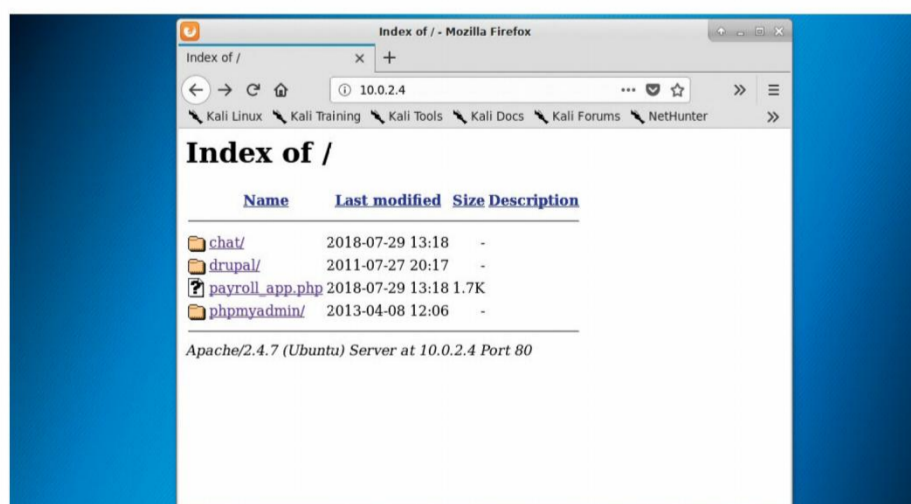 Index of / - Mozilla Firefox
Index of /
10.0.2.4
Kali Linux Kali Training Kali Tools Kali Docs Kali Forums NetHunter
Index of /
Name Last modified Size Description
chat/ 2018-07-29 13:18 -
drupal/ 2011-07-27 20:17 -
payroll_app.php 2018-07-29 13:18 1.7K
phpmyadmin/ 2013-04-08 12:06 -
Apache/2.4.7 (Ubuntu) Server at 10.0.2.4 Port 80